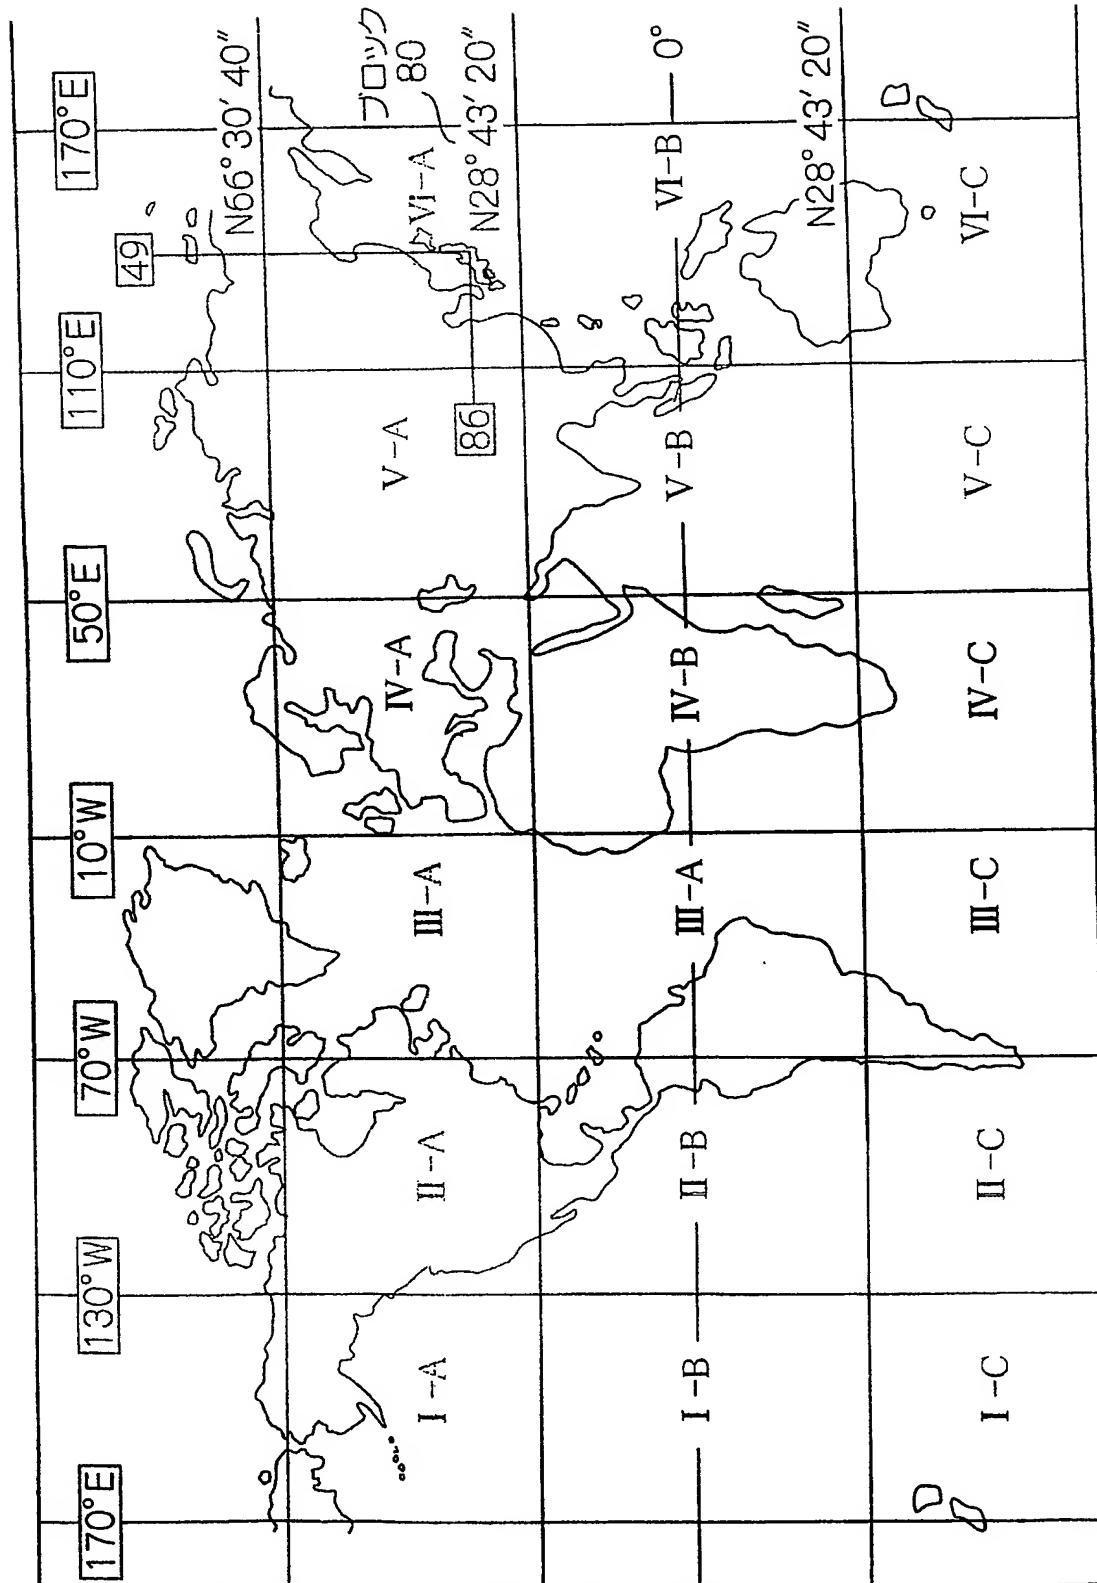 170°E
130°W
70°W
10°W
50°E
110°E
170°E
49
N66°30′40″
ブロック
80
I-A
II-A
III-A
IV-A
V-A
VI-A
86
N28°43′20″
I-B
II-B
III-A
IV-B
V-B
VI-B
0°
N28°43′20″
I-C
II-C
III-C
IV-C
V-C
VI-C